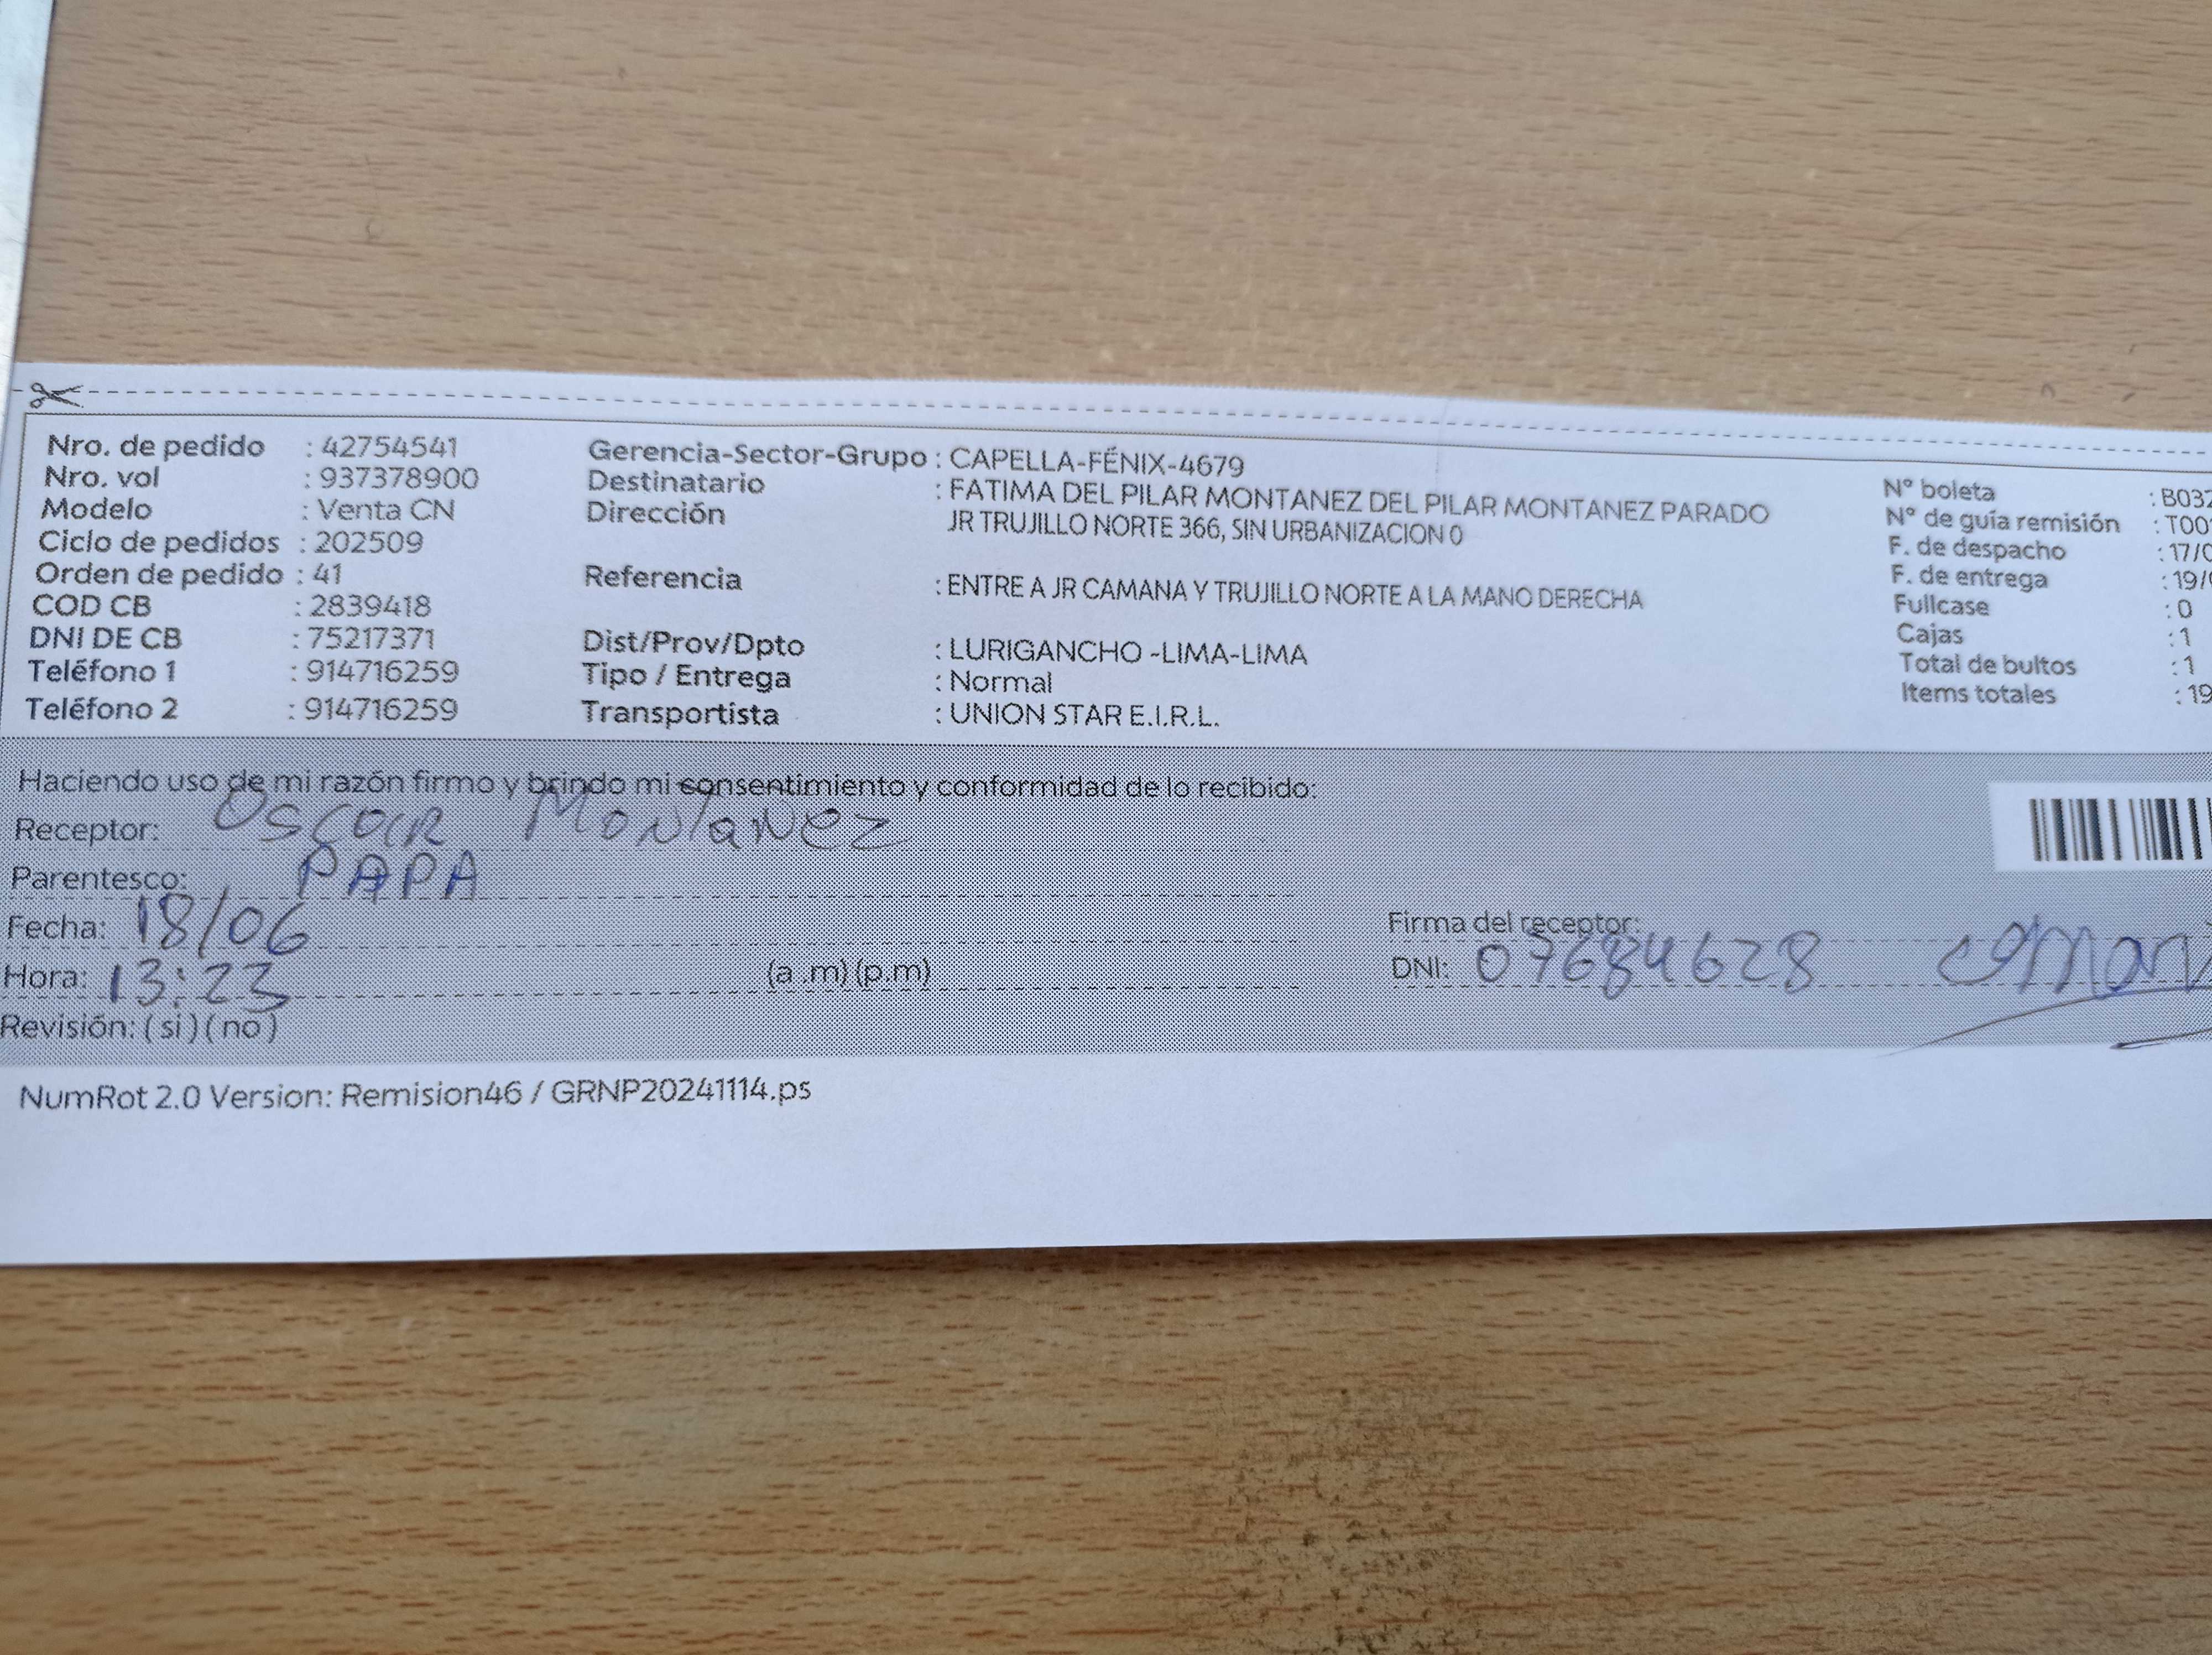 Nro. de pedido : 42754541
Nro. vol : 937378900
Modelo : Venta CN
Ciclo de pedidos : 202509
Orden de pedido : 41
COD CB : 2839418
DNI DE CB : 75217371
Teléfono 1 : 914716259
Teléfono 2 : 914716259
Gerencia-Sector-Grupo : CAPELLA-FÉNIX-4679
Destinatario : FATIMA DEL PILAR MONTANEZ DEL PILAR MONTANEZ PARADO
Dirección JR TRUJILLO NORTE 366, SIN URBANIZACION 0
Referencia : ENTRE A JR CAMANA Y TRUJILLO NORTE A LA MANO DERECHA
Dist/Prov/Dpto : LURIGANCHO -LIMA-LIMA
Tipo / Entrega : Normal
Transportista : UNION STAR E.I.R.L.
N° boleta : B032
N° de guía remisión : T00
F. de despacho : 17/0
F. de entrega : 19/
Fullcase : 0
Cajas : 1
Total de bultos : 1
Items totales : 19
Haciendo uso de mi razón firmo y brindo mi consentimiento y conformidad de lo recibido:
Receptor: Oscar Montanez
Parentesco: PAPA
Fecha: 18/06
Hora: 13:23 (a .m) (p.m)
Revisión: ( si ) ( no )
Firma del receptor:
DNI: 07684628
NumRot 2.0 Version: Remision46 / GRNP20241114.ps